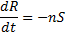 dR/dt = −nS